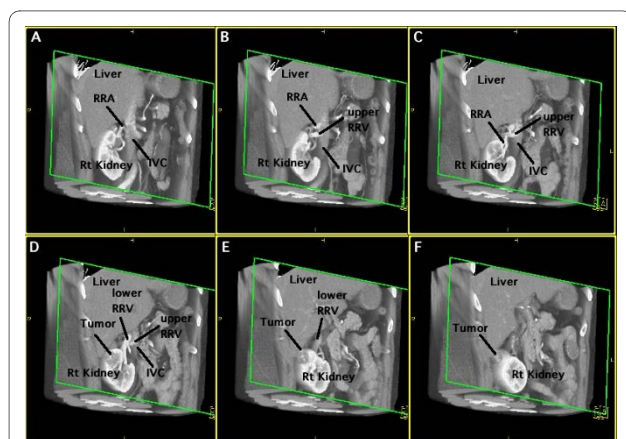 A
Liver
RRA
Rt Kidney
IVC
B
Liver
RRA
upper
RRV
Rt Kidney
IVC
C
Liver
RRA
upper
RRV
Rt Kidney
IVC
D
Liver
lower
RRV
Tumor
upper
RRV
Rt Kidney
IVC
E
Liver
lower
RRV
Tumor
Rt Kidney
F
Liver
Tumor
Rt Kidney